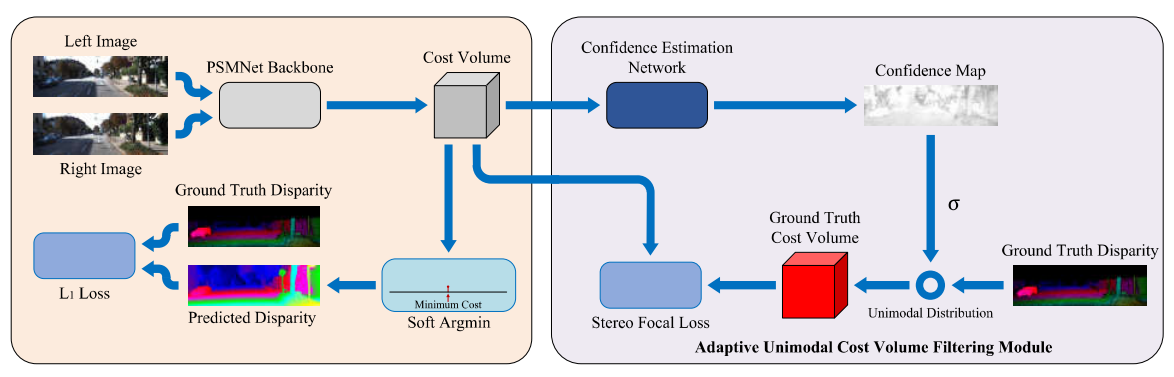 Left Image
PSMNet Backbone
Cost Volume
Right Image
Ground Truth Disparity
L1 Loss
Predicted Disparity
Minimum Cost
Soft Argmin
Confidence Estimation
Network
Confidence Map
σ
Ground Truth
Cost Volume
Ground Truth Disparity
Unimodal Distribution
Stereo Focal Loss
Adaptive Unimodal Cost Volume Filtering Module